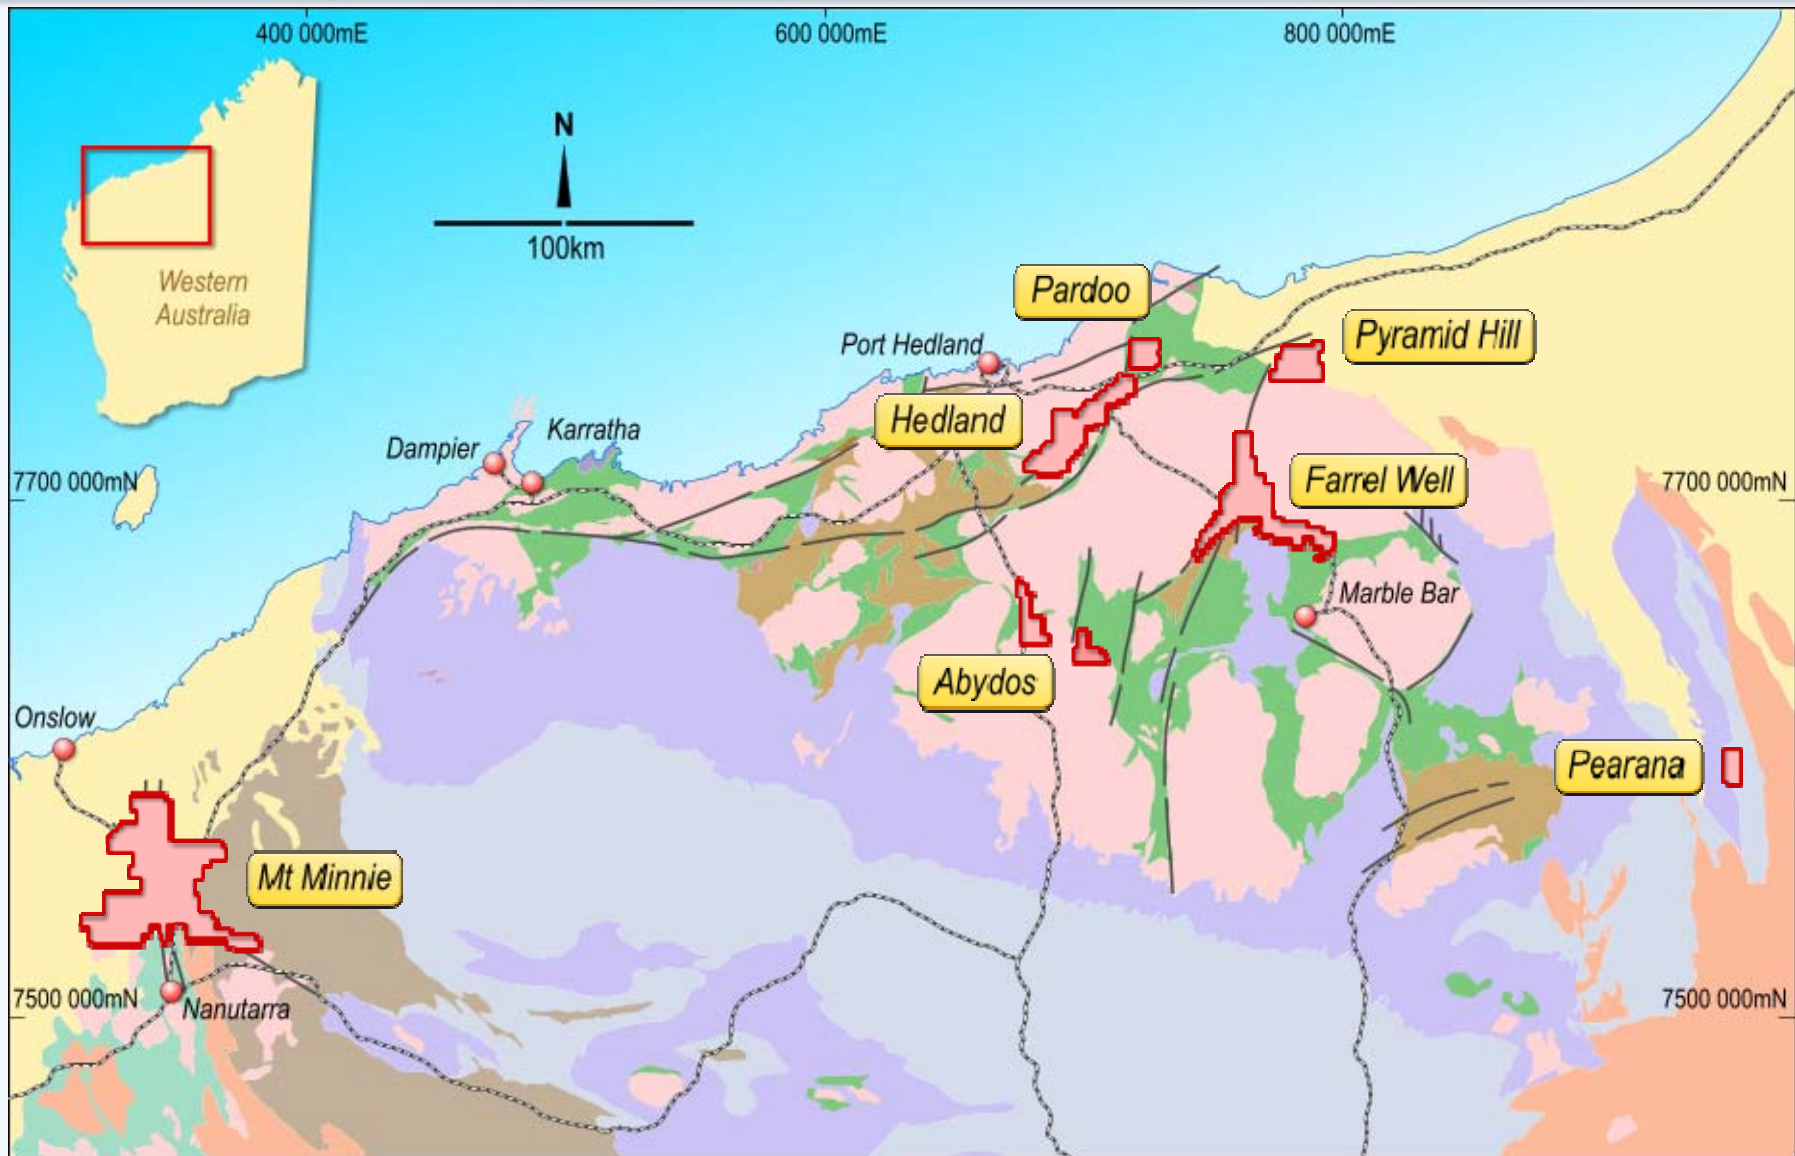 400 000mE
600 000mE
800 000mE
N
100km
Western
Australia
Pardoo
Pyramid Hill
Port Hedland
Hedland
Karratha
Dampier
Farrel Well
7700 000mN
7700 000mN
Marble Bar
Abydos
Onslow
Pearana
Mt Minnie
7500 000mN
7500 000mN
Nanutarra